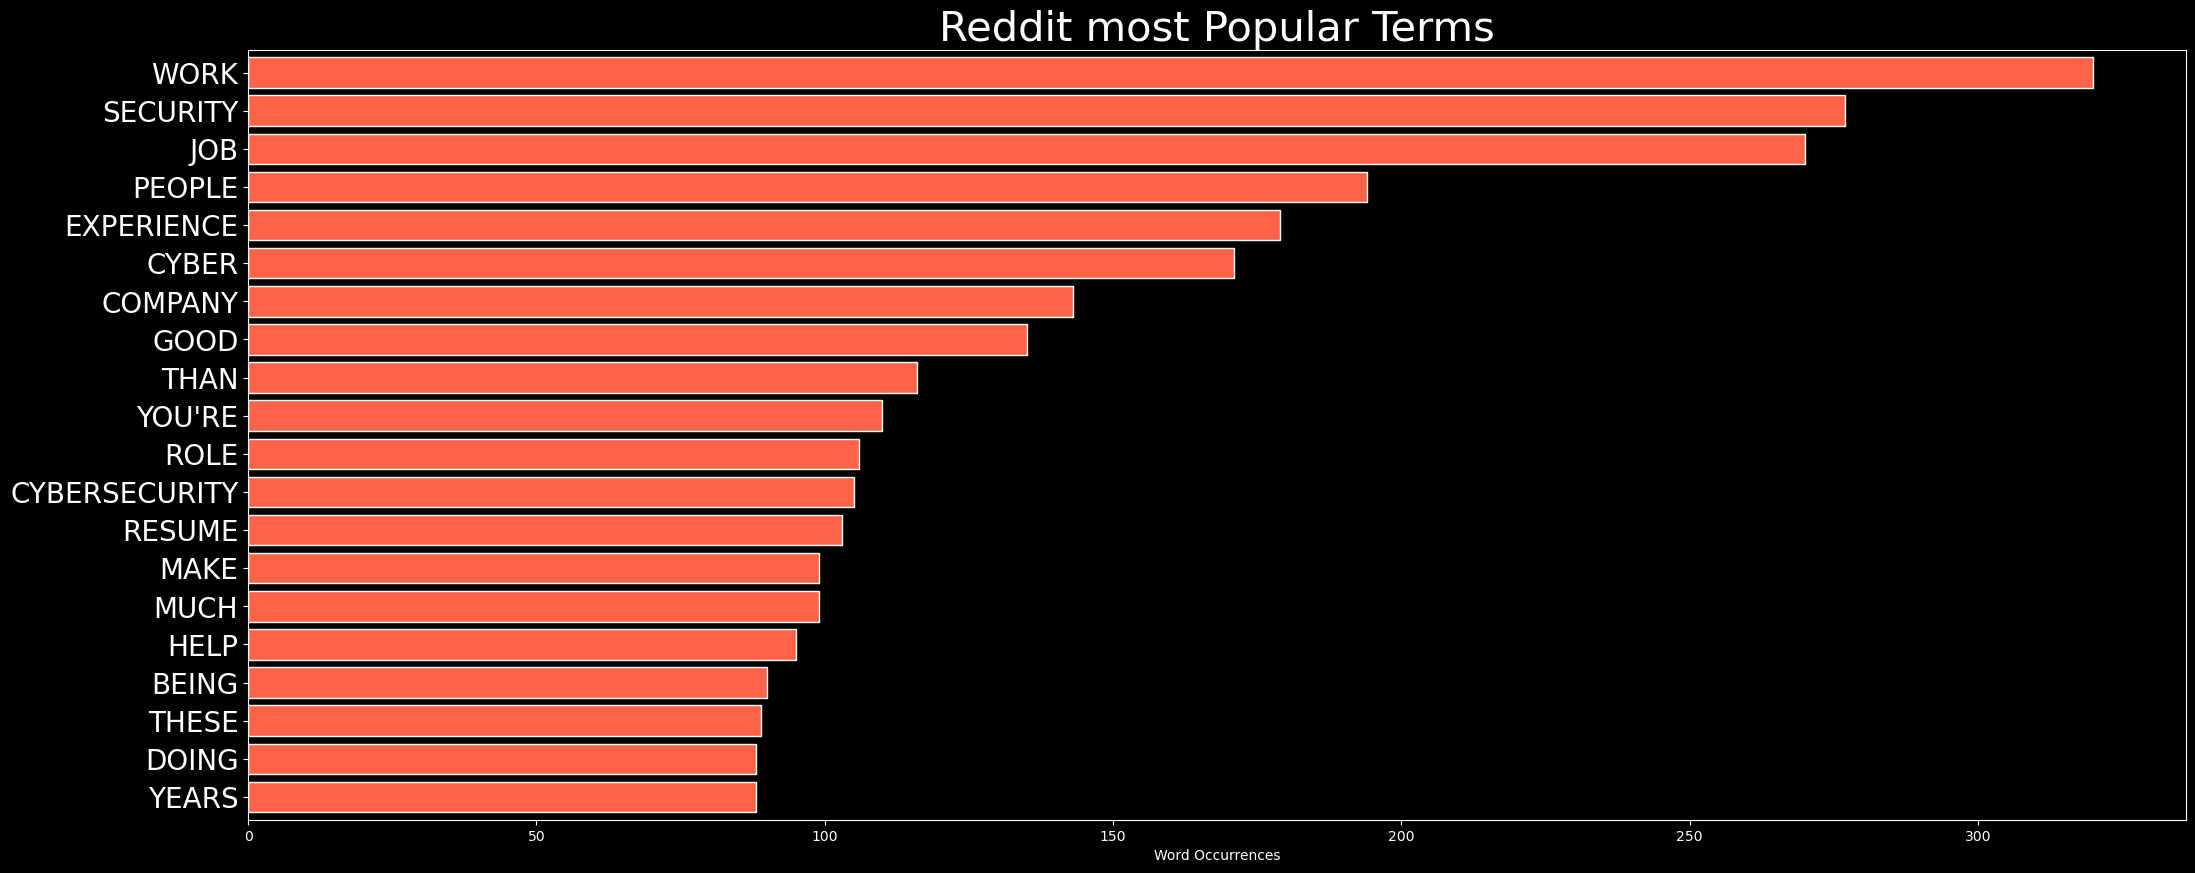 Reddit most Popular Terms
WORK
SECURITY
JOB
PEOPLE
EXPERIENCE
CYBER
COMPANY
GOOD
THAN
YOU'RE
ROLE
CYBERSECURITY
RESUME
MAKE
MUCH
HELP
BEING
THESE
DOING
YEARS
0 50 100 150 200 250 300
Word Occurrences